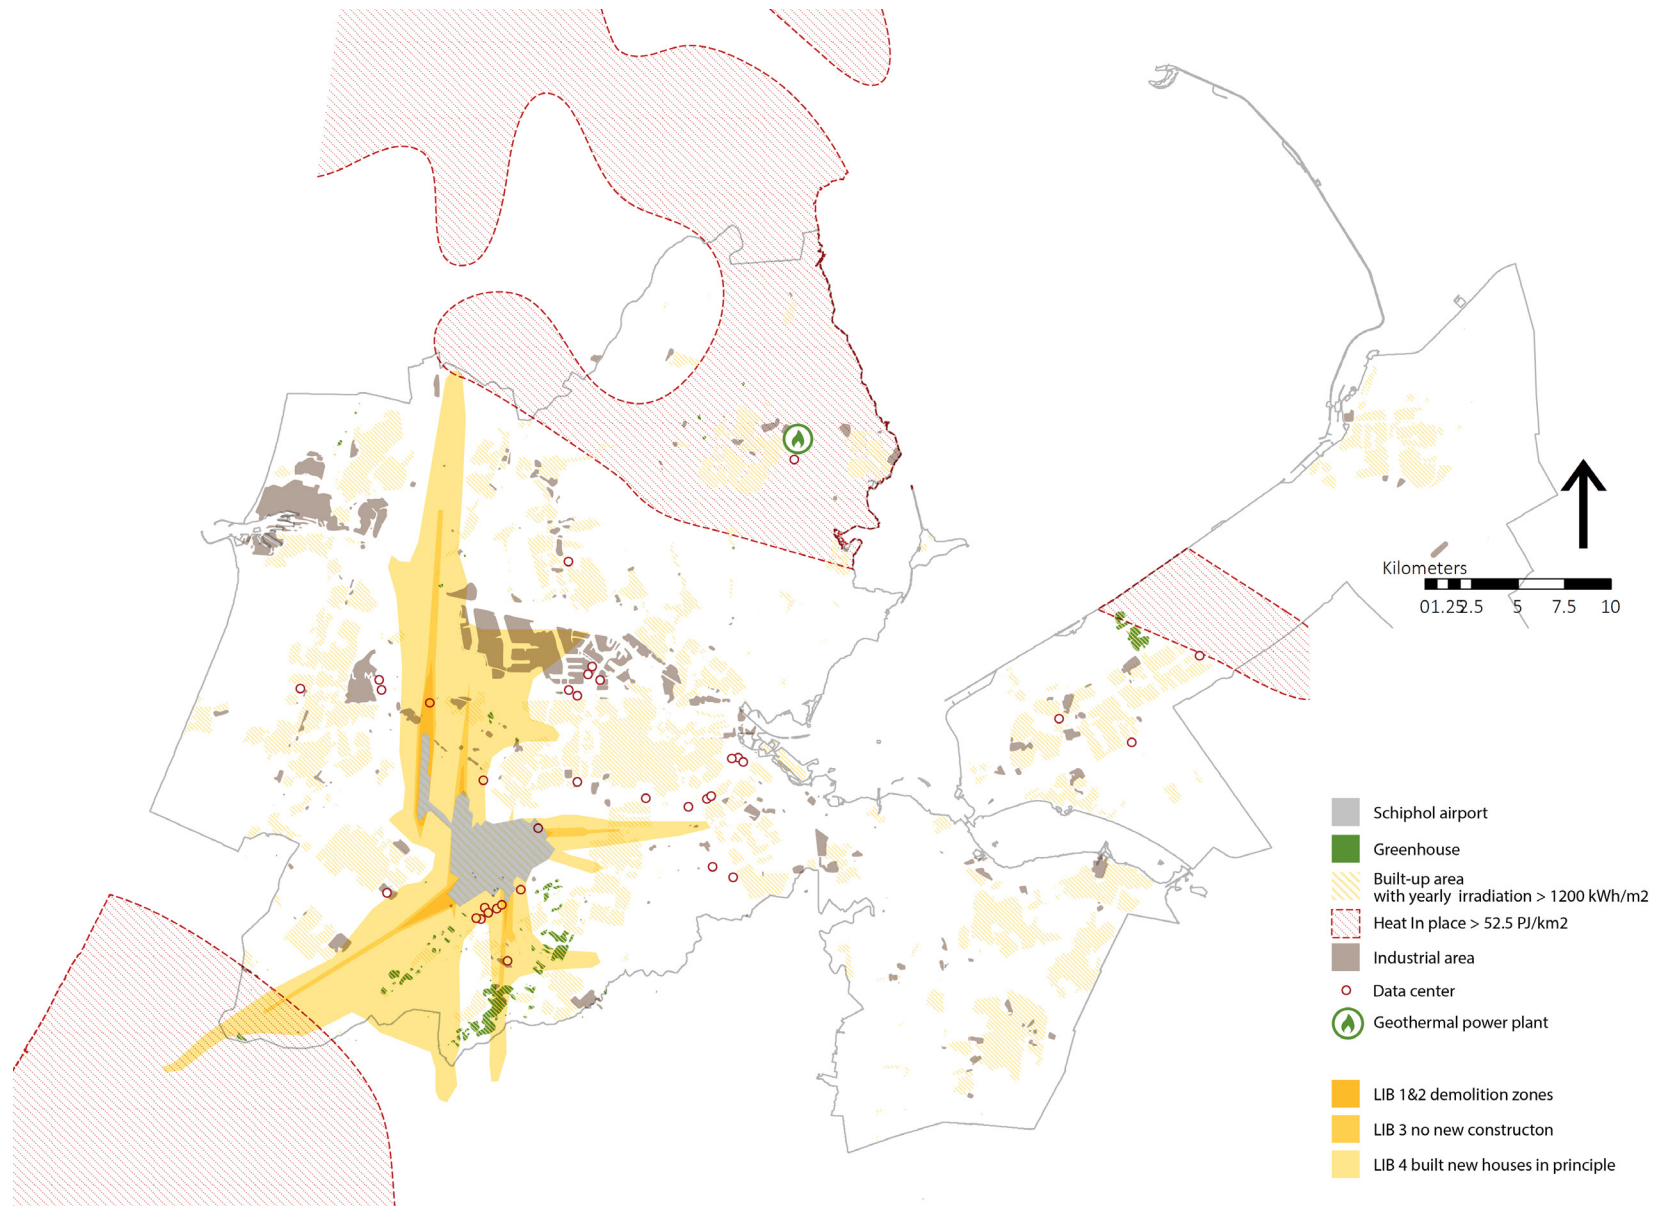 Kilometers
01.252.5 5 7.5 10
Schiphol airport
Greenhouse
Built-up area
with yearly irradiation > 1200 kWh/m2
Heat In place > 52.5 PJ/km2
Industrial area
Data center
Geothermal power plant
LIB 1&2 demolition zones
LIB 3 no new constructon
LIB 4 built new houses in principle